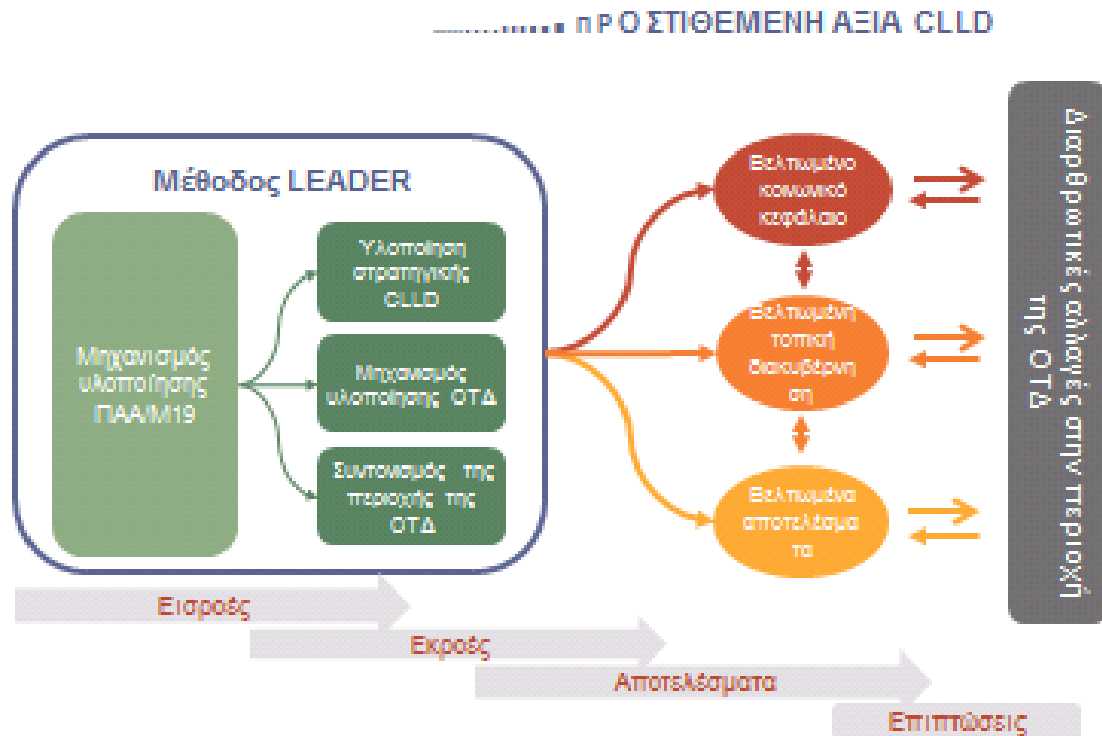 ΠΡΟΣΤΙΘΕΜΕΝΗ ΑΞΙΑ CLLD
Μέθοδος LEADER
Μηχανισμός
υλοποίησης
ΠΑΑ/Μ19
Υλοποίηση
στρατηγικής
CLLD
Μηχανισμός
υλοποίησης ΟΤΔ
Συντονισμός της
περιοχής της
ΟΤΔ
Βελτιωμένο
κοινωνικό
κεφάλαιο
Βελτιωμένη
τοπική
διακυβέρνη
ση
Βελτιωμένα
αποτελέσμα
τα
Διαρθρωτικές αλλαγές στην περιοχή
της ΟΤΔ
Εισροές
Εκροές
Αποτελέσματα
Επιπτώσεις